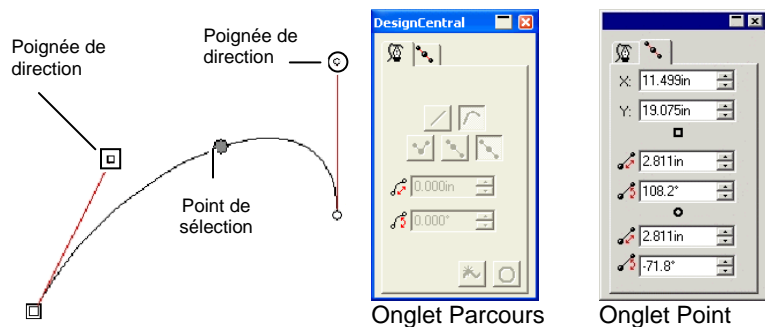 Poignée de
direction
Poignée de
direction
Point de
sélection
DesignCentral
0.000in
0.000°
Onglet Parcours
X: 11.499in
Y: 19.075in
2.811in
108.2°
2.811in
-71.8°
Onglet Point